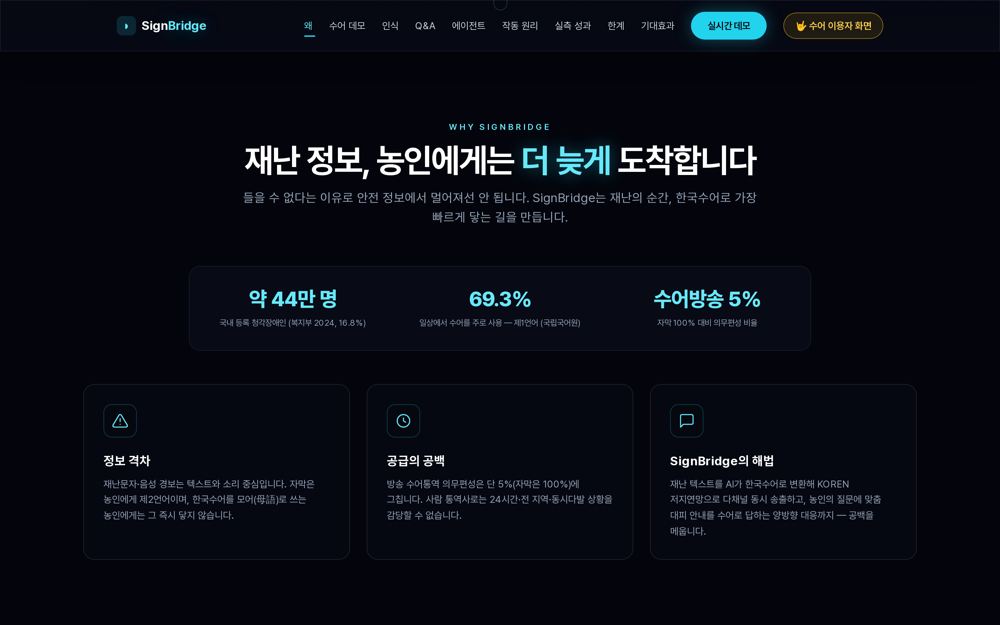 SignBridge
왜
수어 데모
인식
Q&A
에이전트
작동 원리
실측 성과
한계
기대효과
실시간 데모
🤟 수어 이용자 화면
WHY SIGNBRIDGE
재난 정보, 농인에게는 더 늦게 도착합니다
들을 수 없다는 이유로 안전 정보에서 멀어져선 안 됩니다. SignBridge는 재난의 순간, 한국수어로 가장
빠르게 닿는 길을 만듭니다.
약 44만 명
국내 등록 청각장애인 (복지부 2024, 16.8%)
69.3%
일상에서 수어를 주로 사용 — 제1언어 (국립국어원)
수어방송 5%
자막 100% 대비 의무편성 비율
정보 격차
재난문자·음성 경보는 텍스트와 소리 중심입니다. 자막은
농인에게 제2언어이며, 한국수어를 모어(母語)로 쓰는
농인에게는 그 즉시 닿지 않습니다.
공급의 공백
방송 수어통역 의무편성은 단 5%(자막은 100%)에
그칩니다. 사람 통역사로는 24시간·전 지역·동시다발 상황을
감당할 수 없습니다.
SignBridge의 해법
재난 텍스트를 AI가 한국수어로 변환해 KOREN
저지연망으로 다채널 동시 송출하고, 농인의 질문에 맞춤
대피 안내를 수어로 답하는 양방향 대응까지 — 공백을
메웁니다.